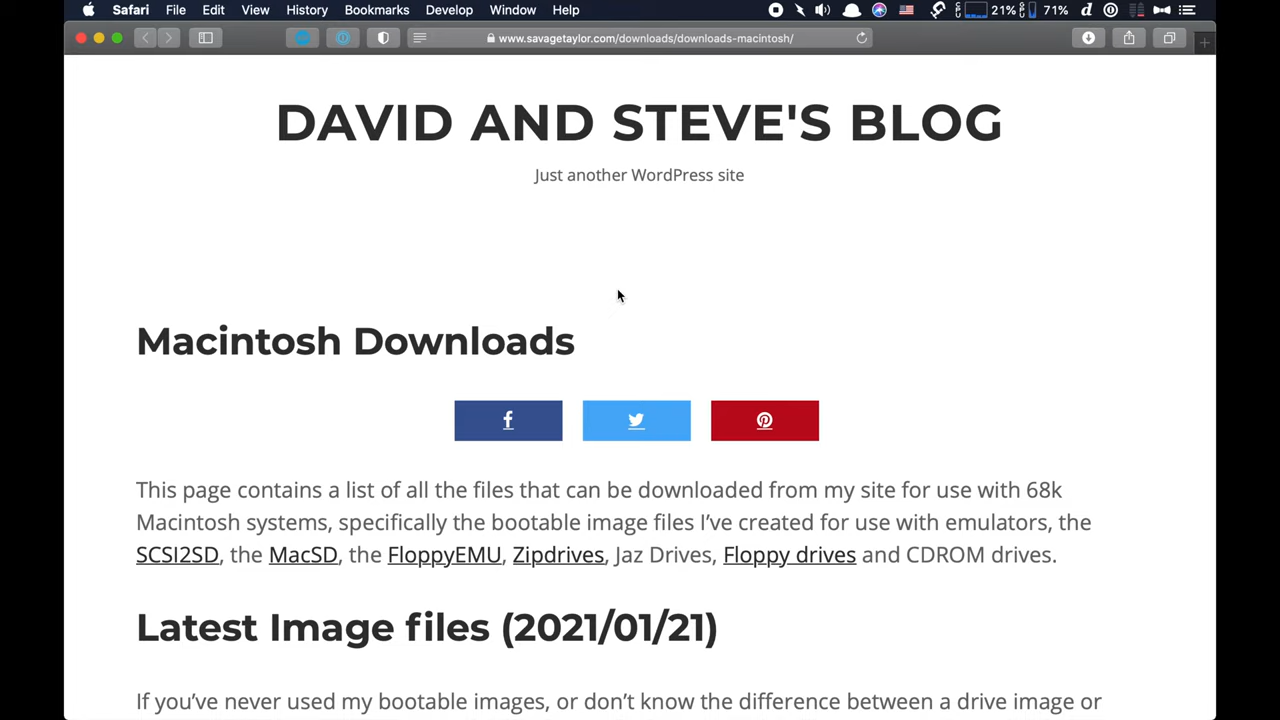 Safari File Edit View History Bookmarks Develop Window Help 21% 71%
www.savagetaylor.com/downloads/downloads-macintosh/
DAVID AND STEVE'S BLOG
Just another WordPress site
Macintosh Downloads
This page contains a list of all the files that can be downloaded from my site for use with 68k
Macintosh systems, specifically the bootable image files I’ve created for use with emulators, the
SCSI2SD, the MacSD, the FloppyEMU, Zipdrives, Jaz Drives, Floppy drives and CDROM drives.
Latest Image files (2021/01/21)
If you’ve never used my bootable images, or don’t know the difference between a drive image or